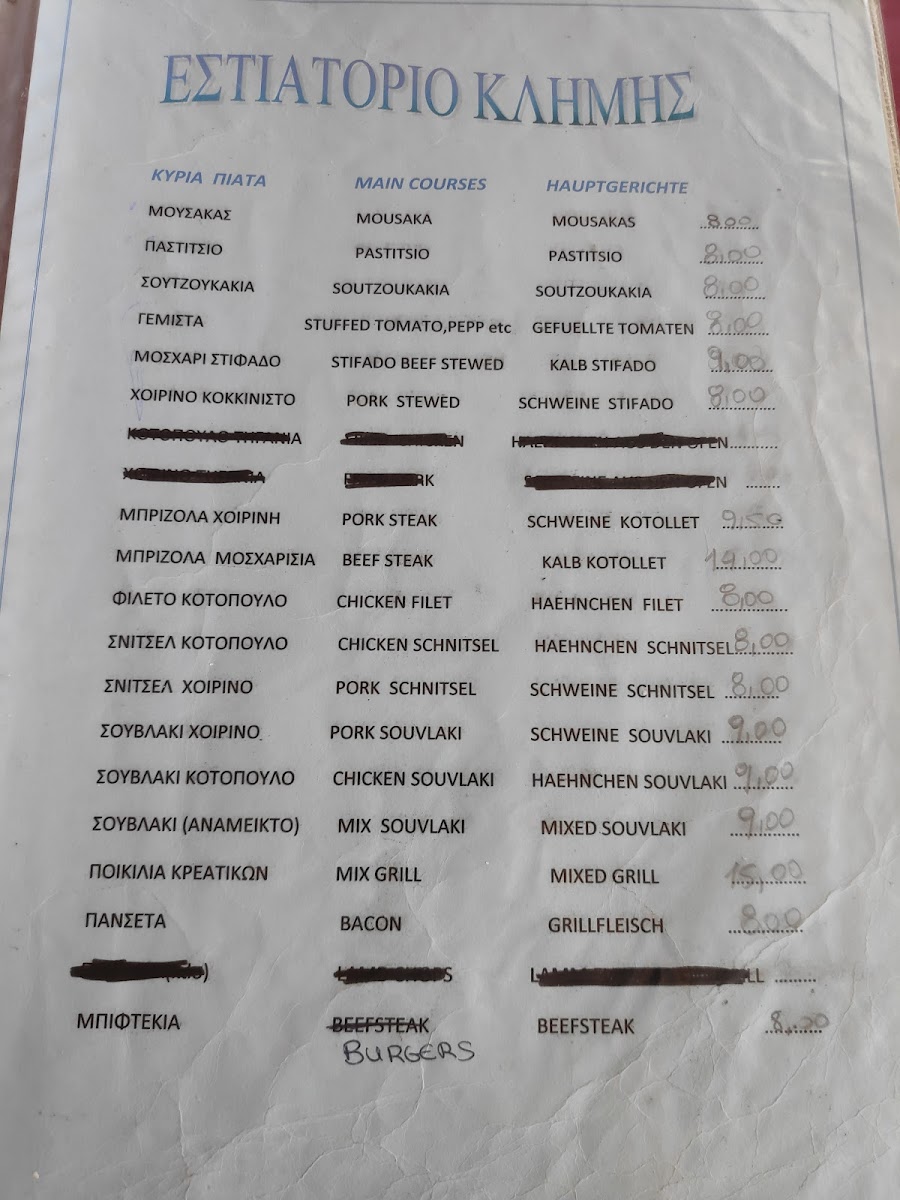 ΕΣΤΙΑΤΟΡΙΟ ΚΛΗΜΗΣ
ΚΥΡΙΑ ΠΙΑΤΑ MAIN COURSES HAUPTGERICHTE
ΜΟΥΣΑΚΑΣ MOUSAKA MOUSAKAS 8.00
ΠΑΣΤΙΤΣΙΟ PASTITSIO PASTITSIO 8,00
ΣΟΥΤΖΟΥΚΑΚΙΑ SOUTZOUKAKIA SOUTZOUKAKIA 8,00
ΓΕΜΙΣΤΑ STUFFED TOMATO,PEPP etc GEFUELLTE TOMATEN 8,00
ΜΟΣΧΑΡΙ ΣΤΙΦΑΔΟ STIFADO BEEF STEWED KALB STIFADO 9,00
ΧΟΙΡΙΝΟ ΚΟΚΚΙΝΙΣΤΟ PORK STEWED SCHWEINE STIFADO 8,00
ΜΠΡΙΖΟΛΑ ΧΟΙΡΙΝΗ PORK STEAK SCHWEINE KOTOLLET 9,50
ΜΠΡΙΖΟΛΑ ΜΟΣΧΑΡΙΣΙΑ BEEF STEAK KALB KOTOLLET
ΦΙΛΕΤΟ ΚΟΤΟΠΟΥΛΟ CHICKEN FILET HAEHNCHEN FILET 8,00
ΣΝΙΤΣΕΛ ΚΟΤΟΠΟΥΛΟ CHICKEN SCHNITSEL HAEHNCHEN SCHNITSEL 8,00
ΣΝΙΤΣΕΛ ΧΟΙΡΙΝΟ PORK SCHNITSEL SCHWEINE SCHNITSEL 8,00
ΣΟΥΒΛΑΚΙ ΧΟΙΡΙΝΟ PORK SOUVLAKI SCHWEINE SOUVLAKI 9,00
ΣΟΥΒΛΑΚΙ ΚΟΤΟΠΟΥΛΟ CHICKEN SOUVLAKI HAEHNCHEN SOUVLAKI 9,00
ΣΟΥΒΛΑΚΙ (ΑΝΑΜΕΙΚΤΟ) MIX SOUVLAKI MIXED SOUVLAKI 9,00
ΠΟΙΚΙΛΙΑ ΚΡΕΑΤΙΚΩΝ MIX GRILL MIXED GRILL 15,00
ΠΑΝΣΕΤΑ BACON GRILLFLEISCH 8.00
ΜΠΙΦΤΕΚΙΑ BEEFSTEAK BEEFSTEAK 8,00
BURGERS